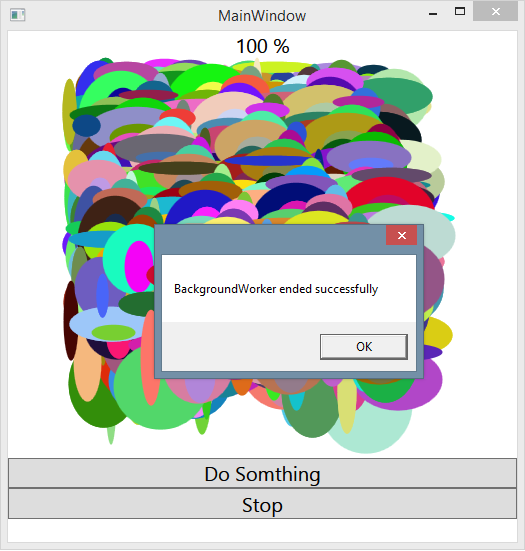 MainWindow
100 %
BackgroundWorker ended successfully
OK
Do Somthing
Stop